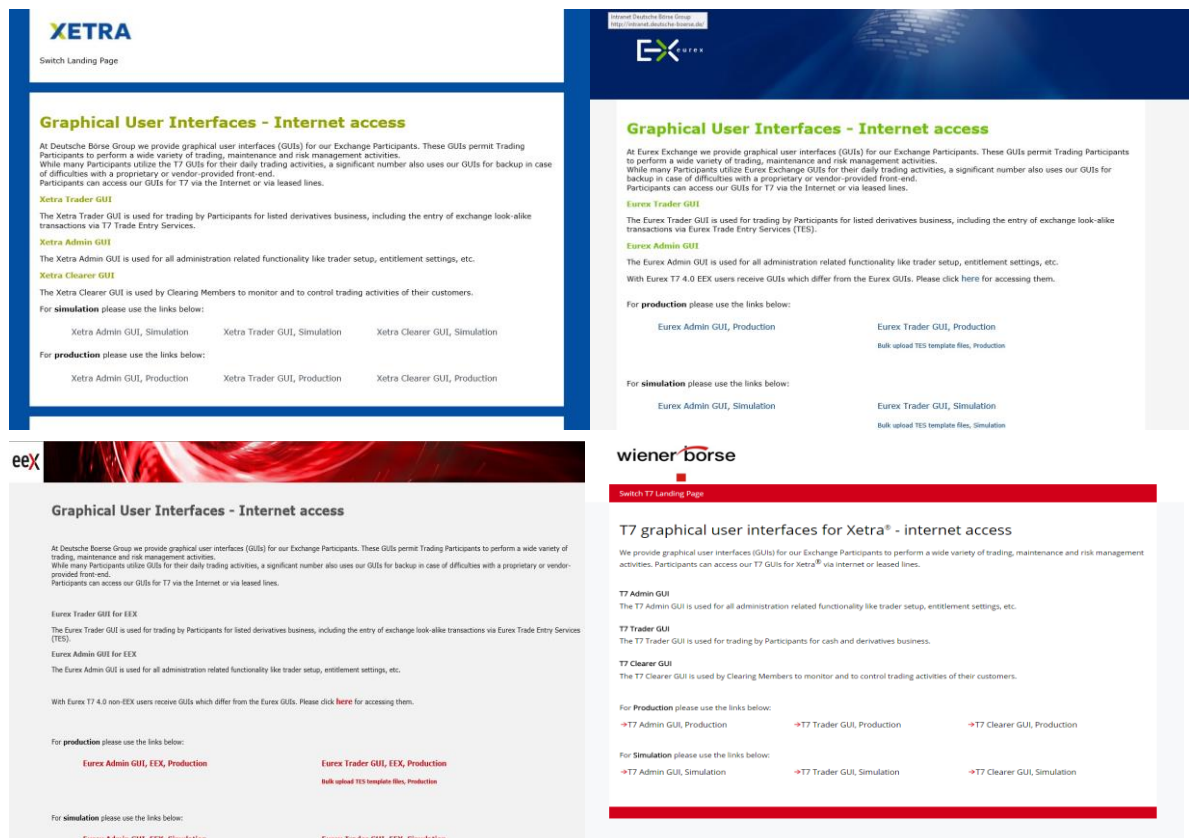 XETRA
Switch Landing Page
Graphical User Interfaces - Internet access
At Deutsche Börse Group we provide graphical user interfaces (GUIs) for our Exchange Participants. These GUIs permit Trading
Participants to perform a wide variety of trading, maintenance and risk management activities.
While many Participants utilize the T7 GUIs for their daily trading activities, a significant number also uses our GUIs for backup in case
of difficulties with a proprietary or vendor-provided front-end.
Participants can access our GUIs for T7 via the Internet or via leased lines.
Xetra Trader GUI
The Xetra Trader GUI is used for trading by Participants for listed derivatives business, including the entry of exchange look-alike
transactions via T7 Trade Entry Services.
Xetra Admin GUI
The Xetra Admin GUI is used for all administration related functionality like trader setup, entitlement settings, etc.
Xetra Clearer GUI
The Xetra Clearer GUI is used by Clearing Members to monitor and to control trading activities of their customers.
For simulation please use the links below:
Xetra Admin GUI, Simulation Xetra Trader GUI, Simulation Xetra Clearer GUI, Simulation
For production please use the links below:
Xetra Admin GUI, Production Xetra Trader GUI, Production Xetra Clearer GUI, Production
Intranet Deutsche Börse Group
http://intranet.deutsche-boerse.de/
EX eurex
Graphical User Interfaces - Internet access
At Eurex Exchange we provide graphical user interfaces (GUIs) for our Exchange Participants. These GUIs permit Trading Participants
to perform a wide variety of trading, maintenance and risk management activities.
While many Participants utilize Eurex Exchange GUIs for their daily trading activities, a significant number also uses our GUIs for
backup in case of difficulties with a proprietary or vendor-provided front-end.
Participants can access our GUIs for T7 via the Internet or via leased lines.
Eurex Trader GUI
The Eurex Trader GUI is used for trading by Participants for listed derivatives business, including the entry of exchange look-alike
transactions via Eurex Trade Entry Services (TES).
Eurex Admin GUI
The Eurex Admin GUI is used for all administration related functionality like trader setup, entitlement settings, etc.
With Eurex T7 4.0 EEX users receive GUIs which differ from the Eurex GUIs. Please click here for accessing them.
For production please use the links below:
Eurex Admin GUI, Production Eurex Trader GUI, Production
Bulk upload TES template files, Production
For simulation please use the links below:
Eurex Admin GUI, Simulation Eurex Trader GUI, Simulation
Bulk upload TES template files, Simulation
eex
Graphical User Interfaces - Internet access
At Deutsche Boerse Group we provide graphical user interfaces (GUIs) for our Exchange Participants. These GUIs permit Trading Participants to perform a wide variety of
trading, maintenance and risk management activities.
While many Participants utilize GUIs for their daily trading activities, a significant number also uses our GUIs for backup in case of difficulties with a proprietary or vendor-
provided front-end.
Participants can access our GUIs for T7 via the Internet or via leased lines.
Eurex Trader GUI for EEX
The Eurex Trader GUI is used for trading by Participants for listed derivatives business, including the entry of exchange look-alike transactions via Eurex Trade Entry Services
(TES).
Eurex Admin GUI for EEX
The Eurex Admin GUI is used for all administration related functionality like trader setup, entitlement settings, etc.
With Eurex T7 4.0 non-EEX users receive GUIs which differ from the Eurex GUIs. Please click here for accessing them.
For production please use the links below:
Eurex Admin GUI, EEX, Production Eurex Trader GUI, EEX, Production
Bulk upload TES template files, Production
For simulation please use the links below:
Eurex Admin GUI, EEX, Simulation Eurex Trader GUI, EEX, Simulation
wiener börse
Switch T7 Landing Page
T7 graphical user interfaces for Xetra® - internet access
We provide graphical user interfaces (GUIs) for our Exchange Participants to perform a wide variety of trading, maintenance and risk management
activities. Participants can access our T7 GUIs for Xetra® via internet or leased lines.
T7 Admin GUI
The T7 Admin GUI is used for all administration related functionality like trader setup, entitlement settings, etc.
T7 Trader GUI
The T7 Trader GUI is used for trading by Participants for cash and derivatives business.
T7 Clearer GUI
The T7 Clearer GUI is used by Clearing Members to monitor and to control trading activities of their customers.
For Production please use the links below:
→T7 Admin GUI, Production →T7 Trader GUI, Production →T7 Clearer GUI, Production
For Simulation please use the links below:
→T7 Admin GUI, Simulation →T7 Trader GUI, Simulation →T7 Clearer GUI, Simulation